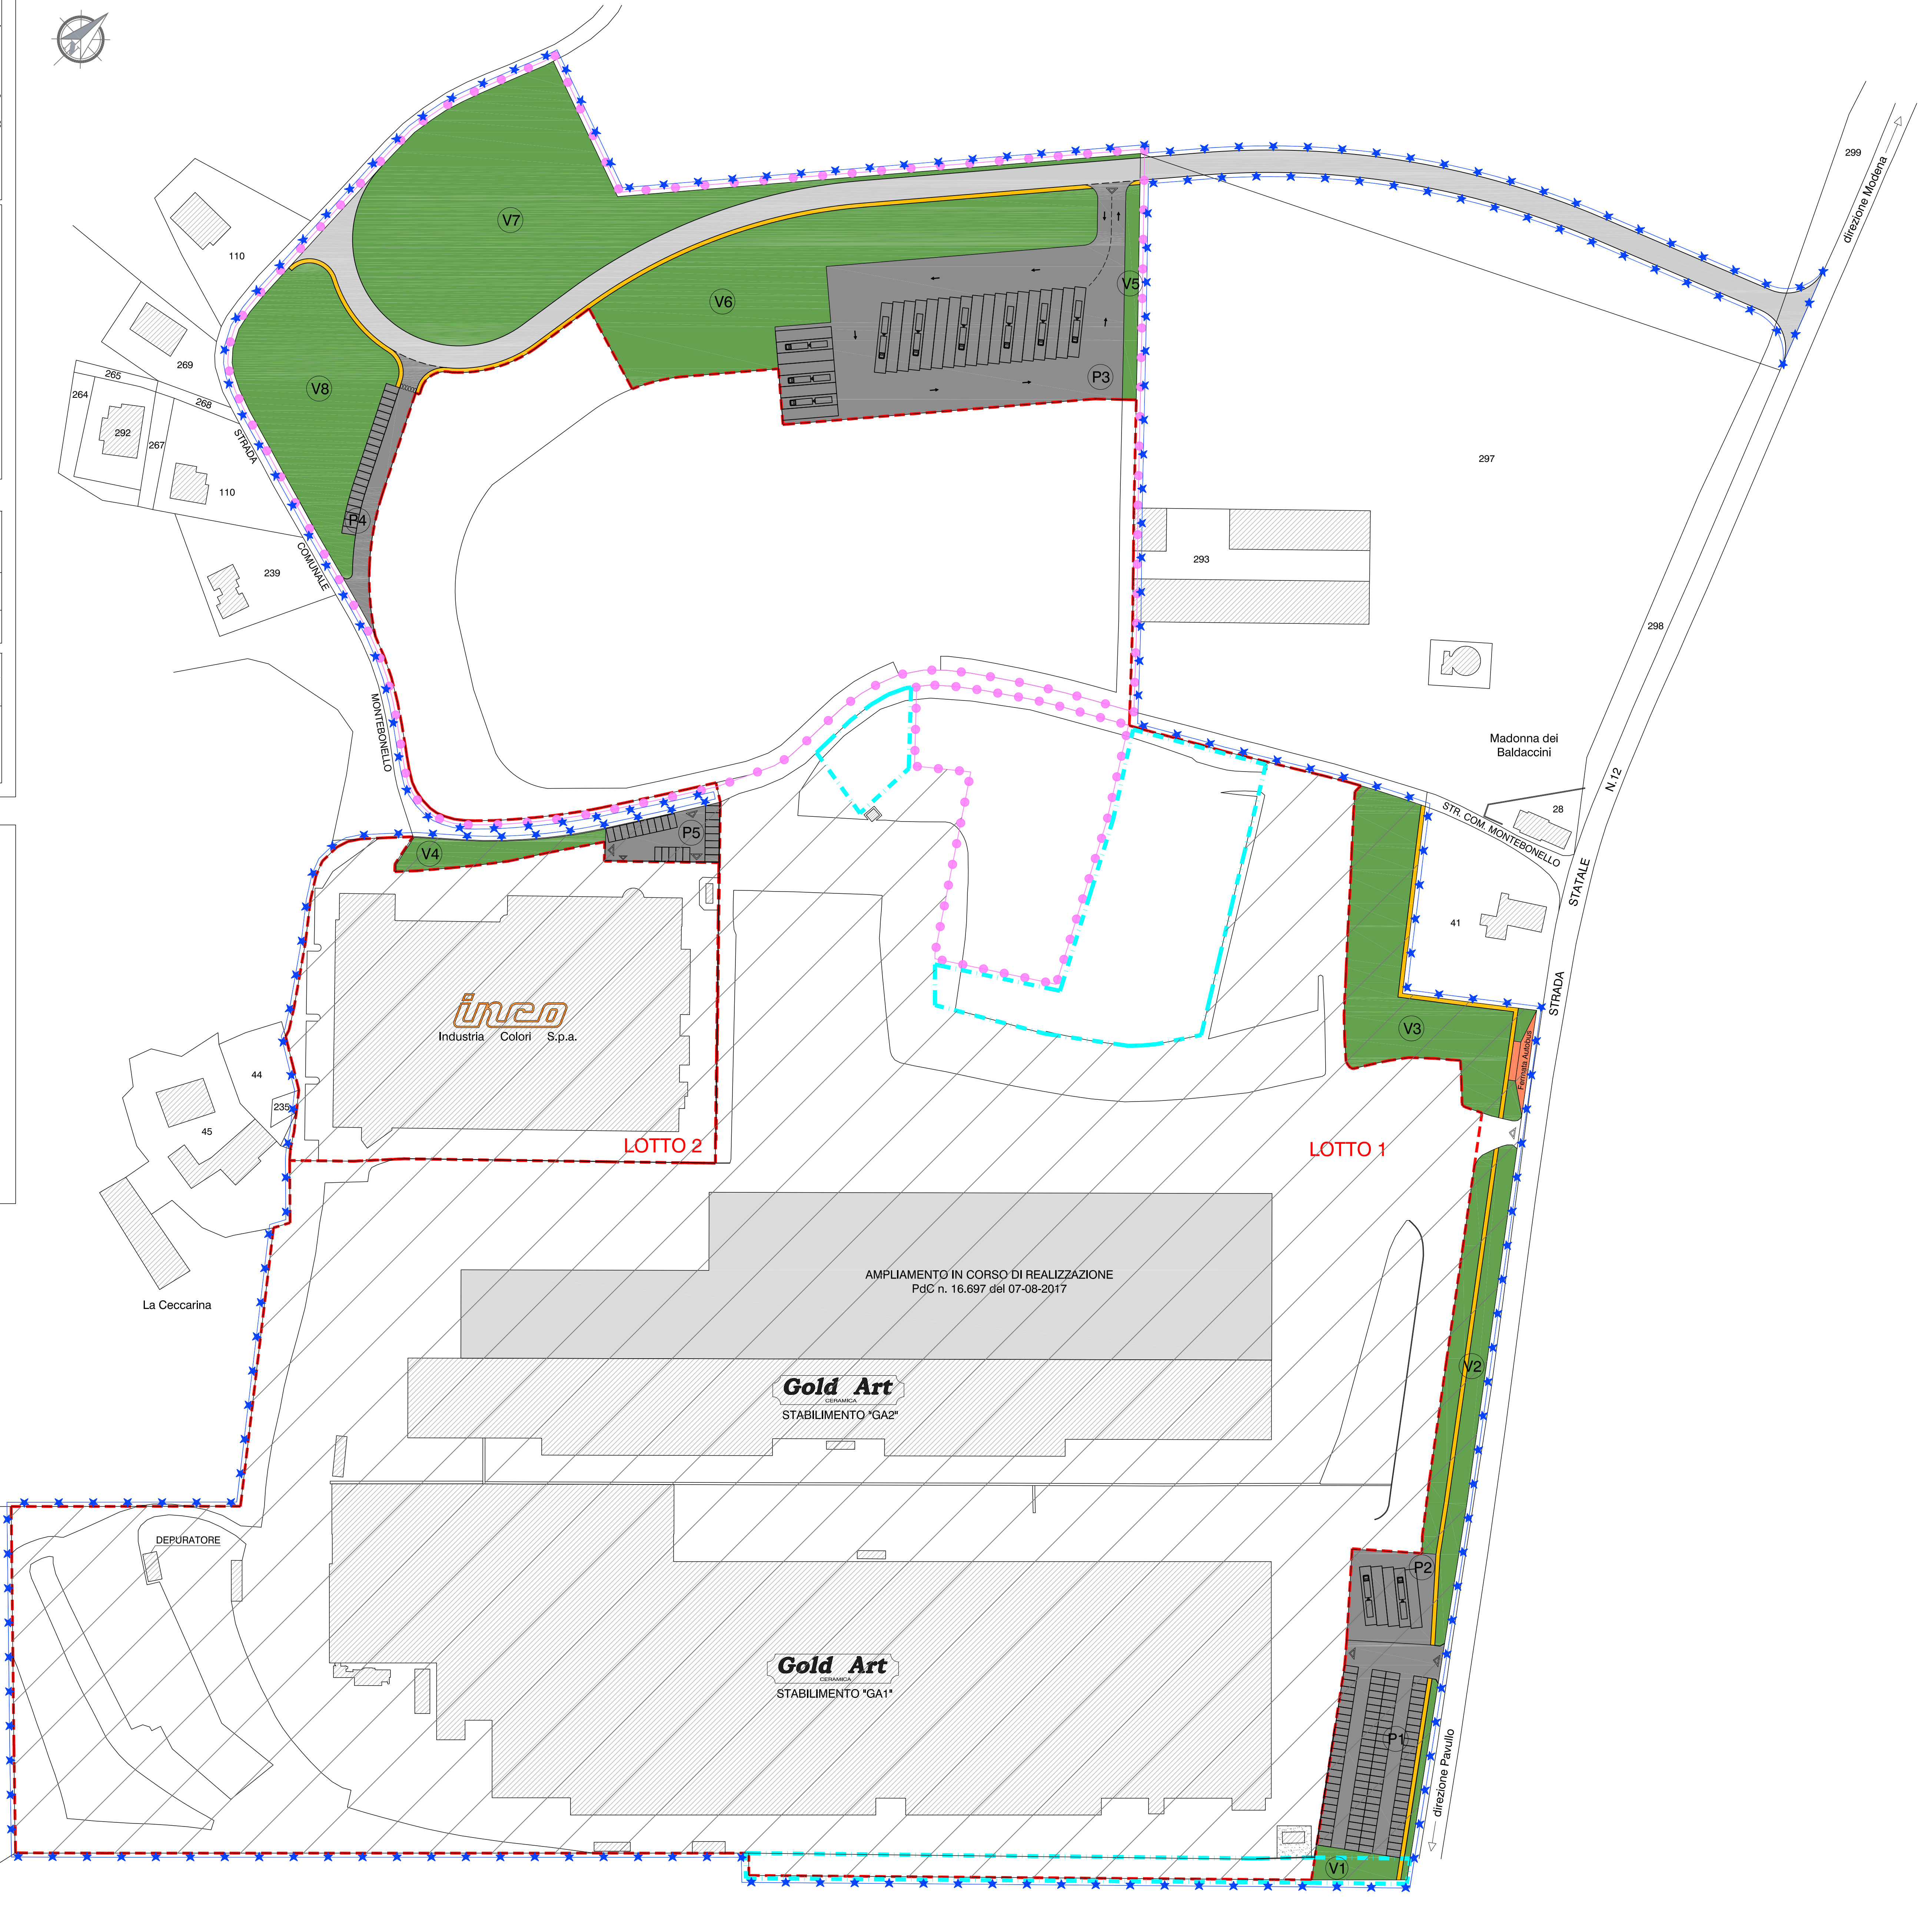 299
direzione Modena
V7
110
V5
V6
269
P3
265
V8
264
268
292
STRADA
267
297
110
P4
293
COMUNALE
239
298
MONTEBONELLO
Madonna dei
Baldaccini
N.12
28
STR. COM. MONTEBONELLO
P5
V4
STATALE
41
STRADA
inco
Industria Colori S.p.a.
V3
Fermata Autobus
44
235
45
LOTTO 2
LOTTO 1
AMPLIAMENTO IN CORSO DI REALIZZAZIONE
PdC n. 16.697 del 07-08-2017
La Ceccarina
V2
Gold Art
CERAMICA
STABILIMENTO "GA2"
DEPURATORE
P2
Gold Art
CERAMICA
STABILIMENTO "GA1"
P1
direzione Pavullo
V1